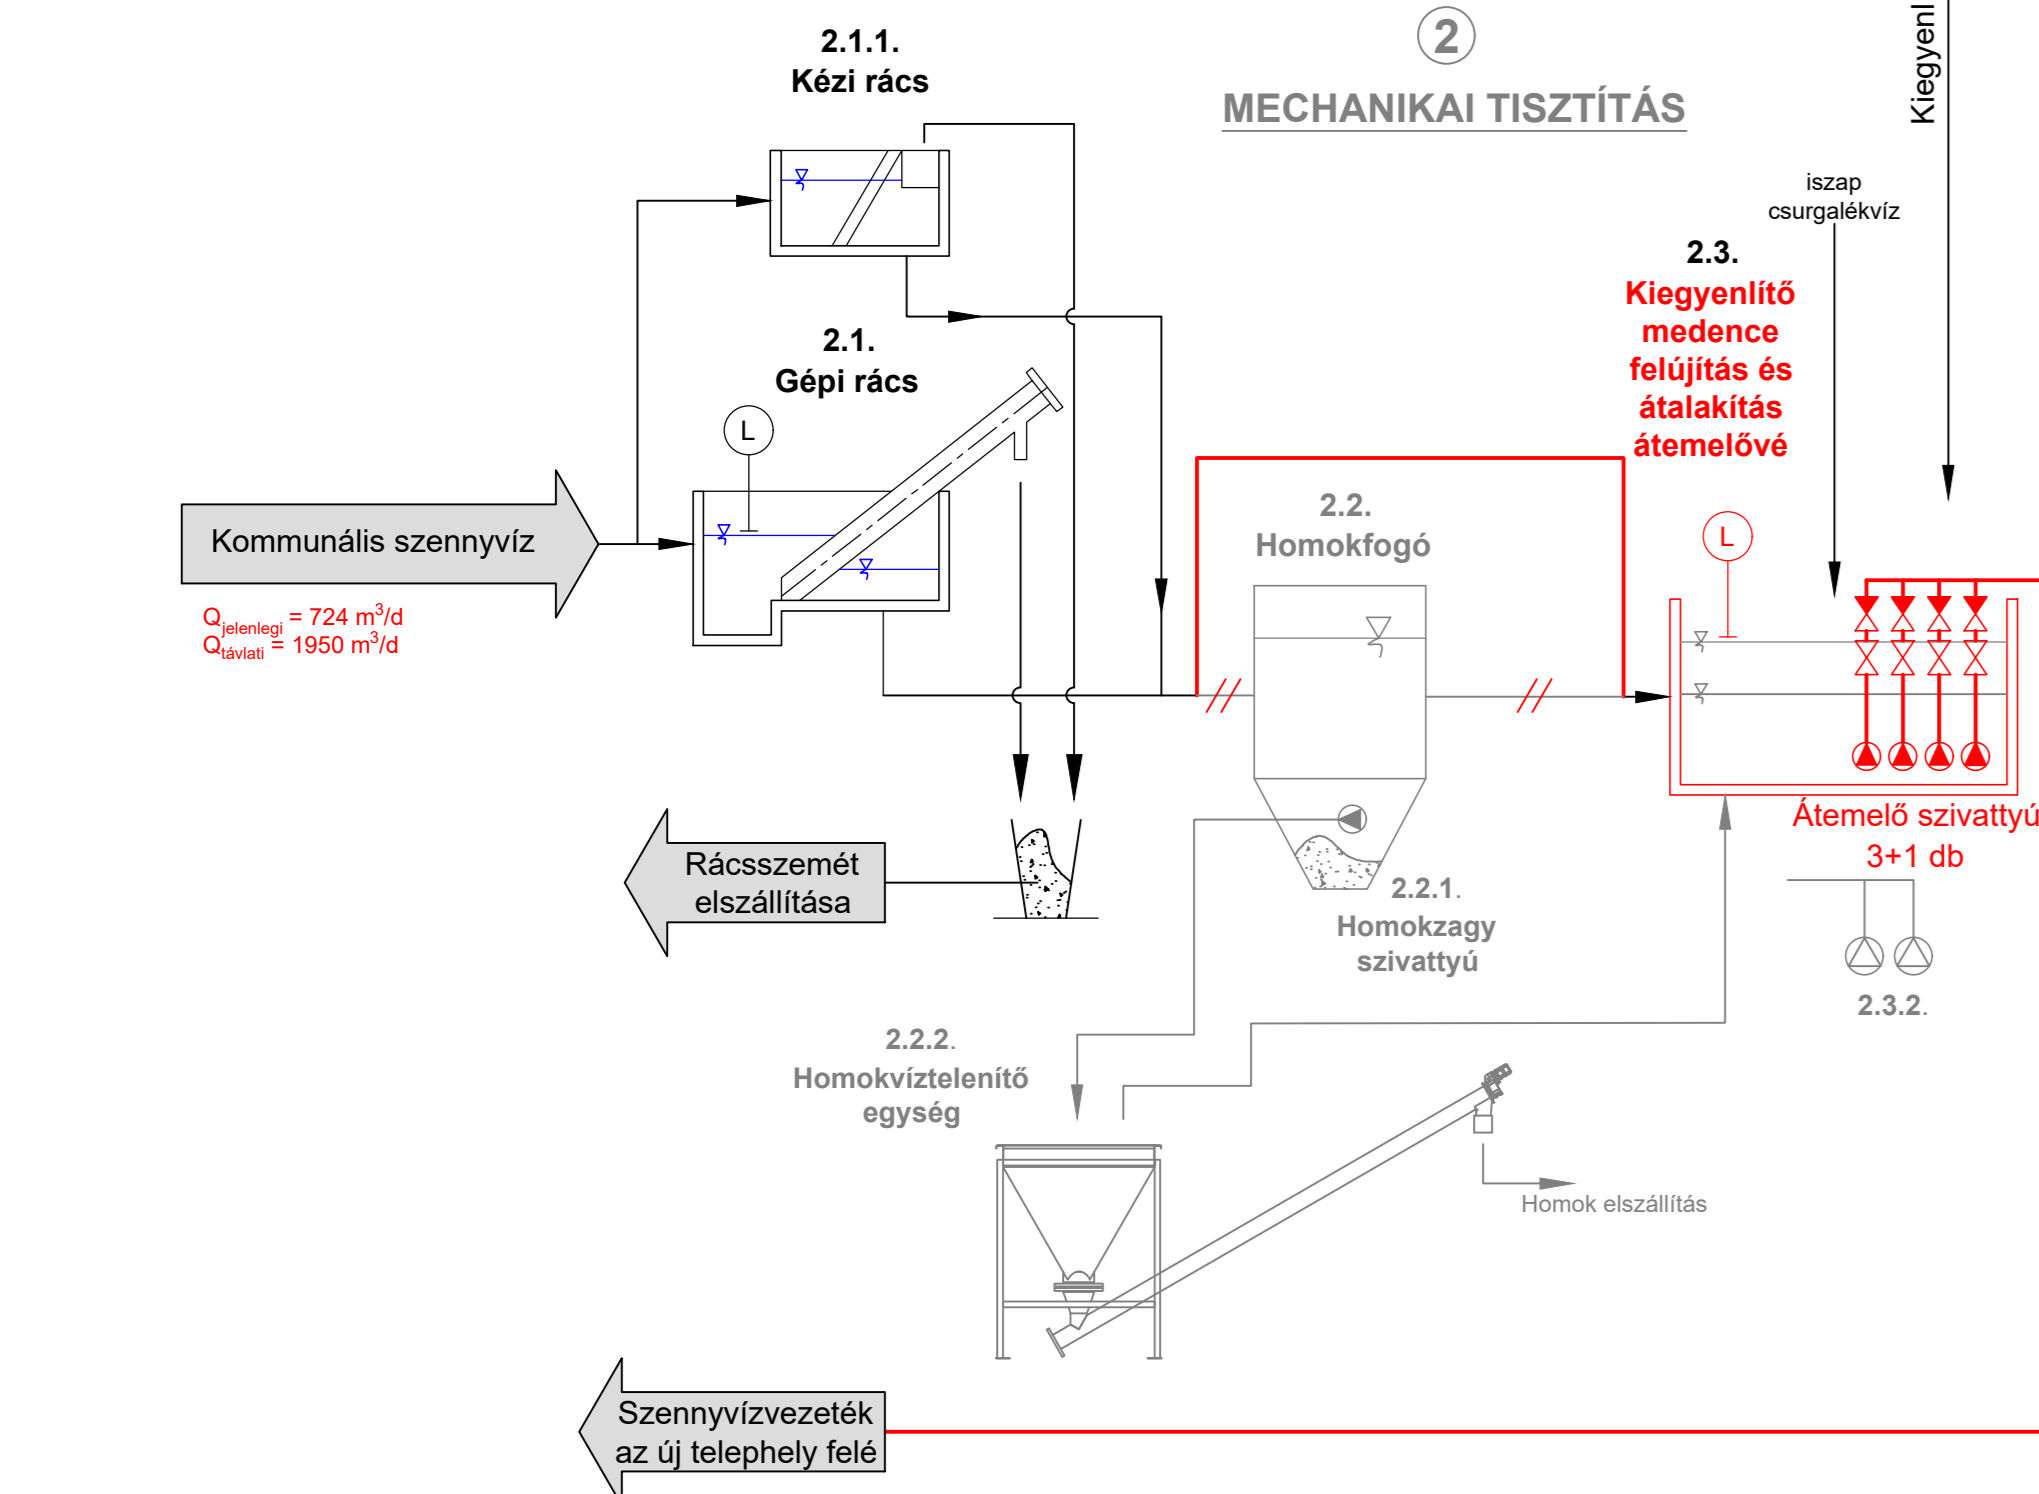 2.1.1.
Kézi rács
2
MECHANIKAI TISZTÍTÁS
Kiegyenl
iszap
csurgalékvíz
2.3.
Kiegyenlítő
medence
felújítás és
átalakítás
átemelővé
2.1.
Gépi rács
L
Kommunális szennyvíz
Qjelenlegi = 724 m³/d
Qtávlati = 1950 m³/d
2.2.
Homokfogó
L
Átemelő szivattyú
3+1 db
Rácsszemét
elszállítása
2.2.1.
Homokzagy
szivattyú
2.3.2.
2.2.2.
Homokvíztelenítő
egység
Homok elszállítás
Szennyvízvezeték
az új telephely felé